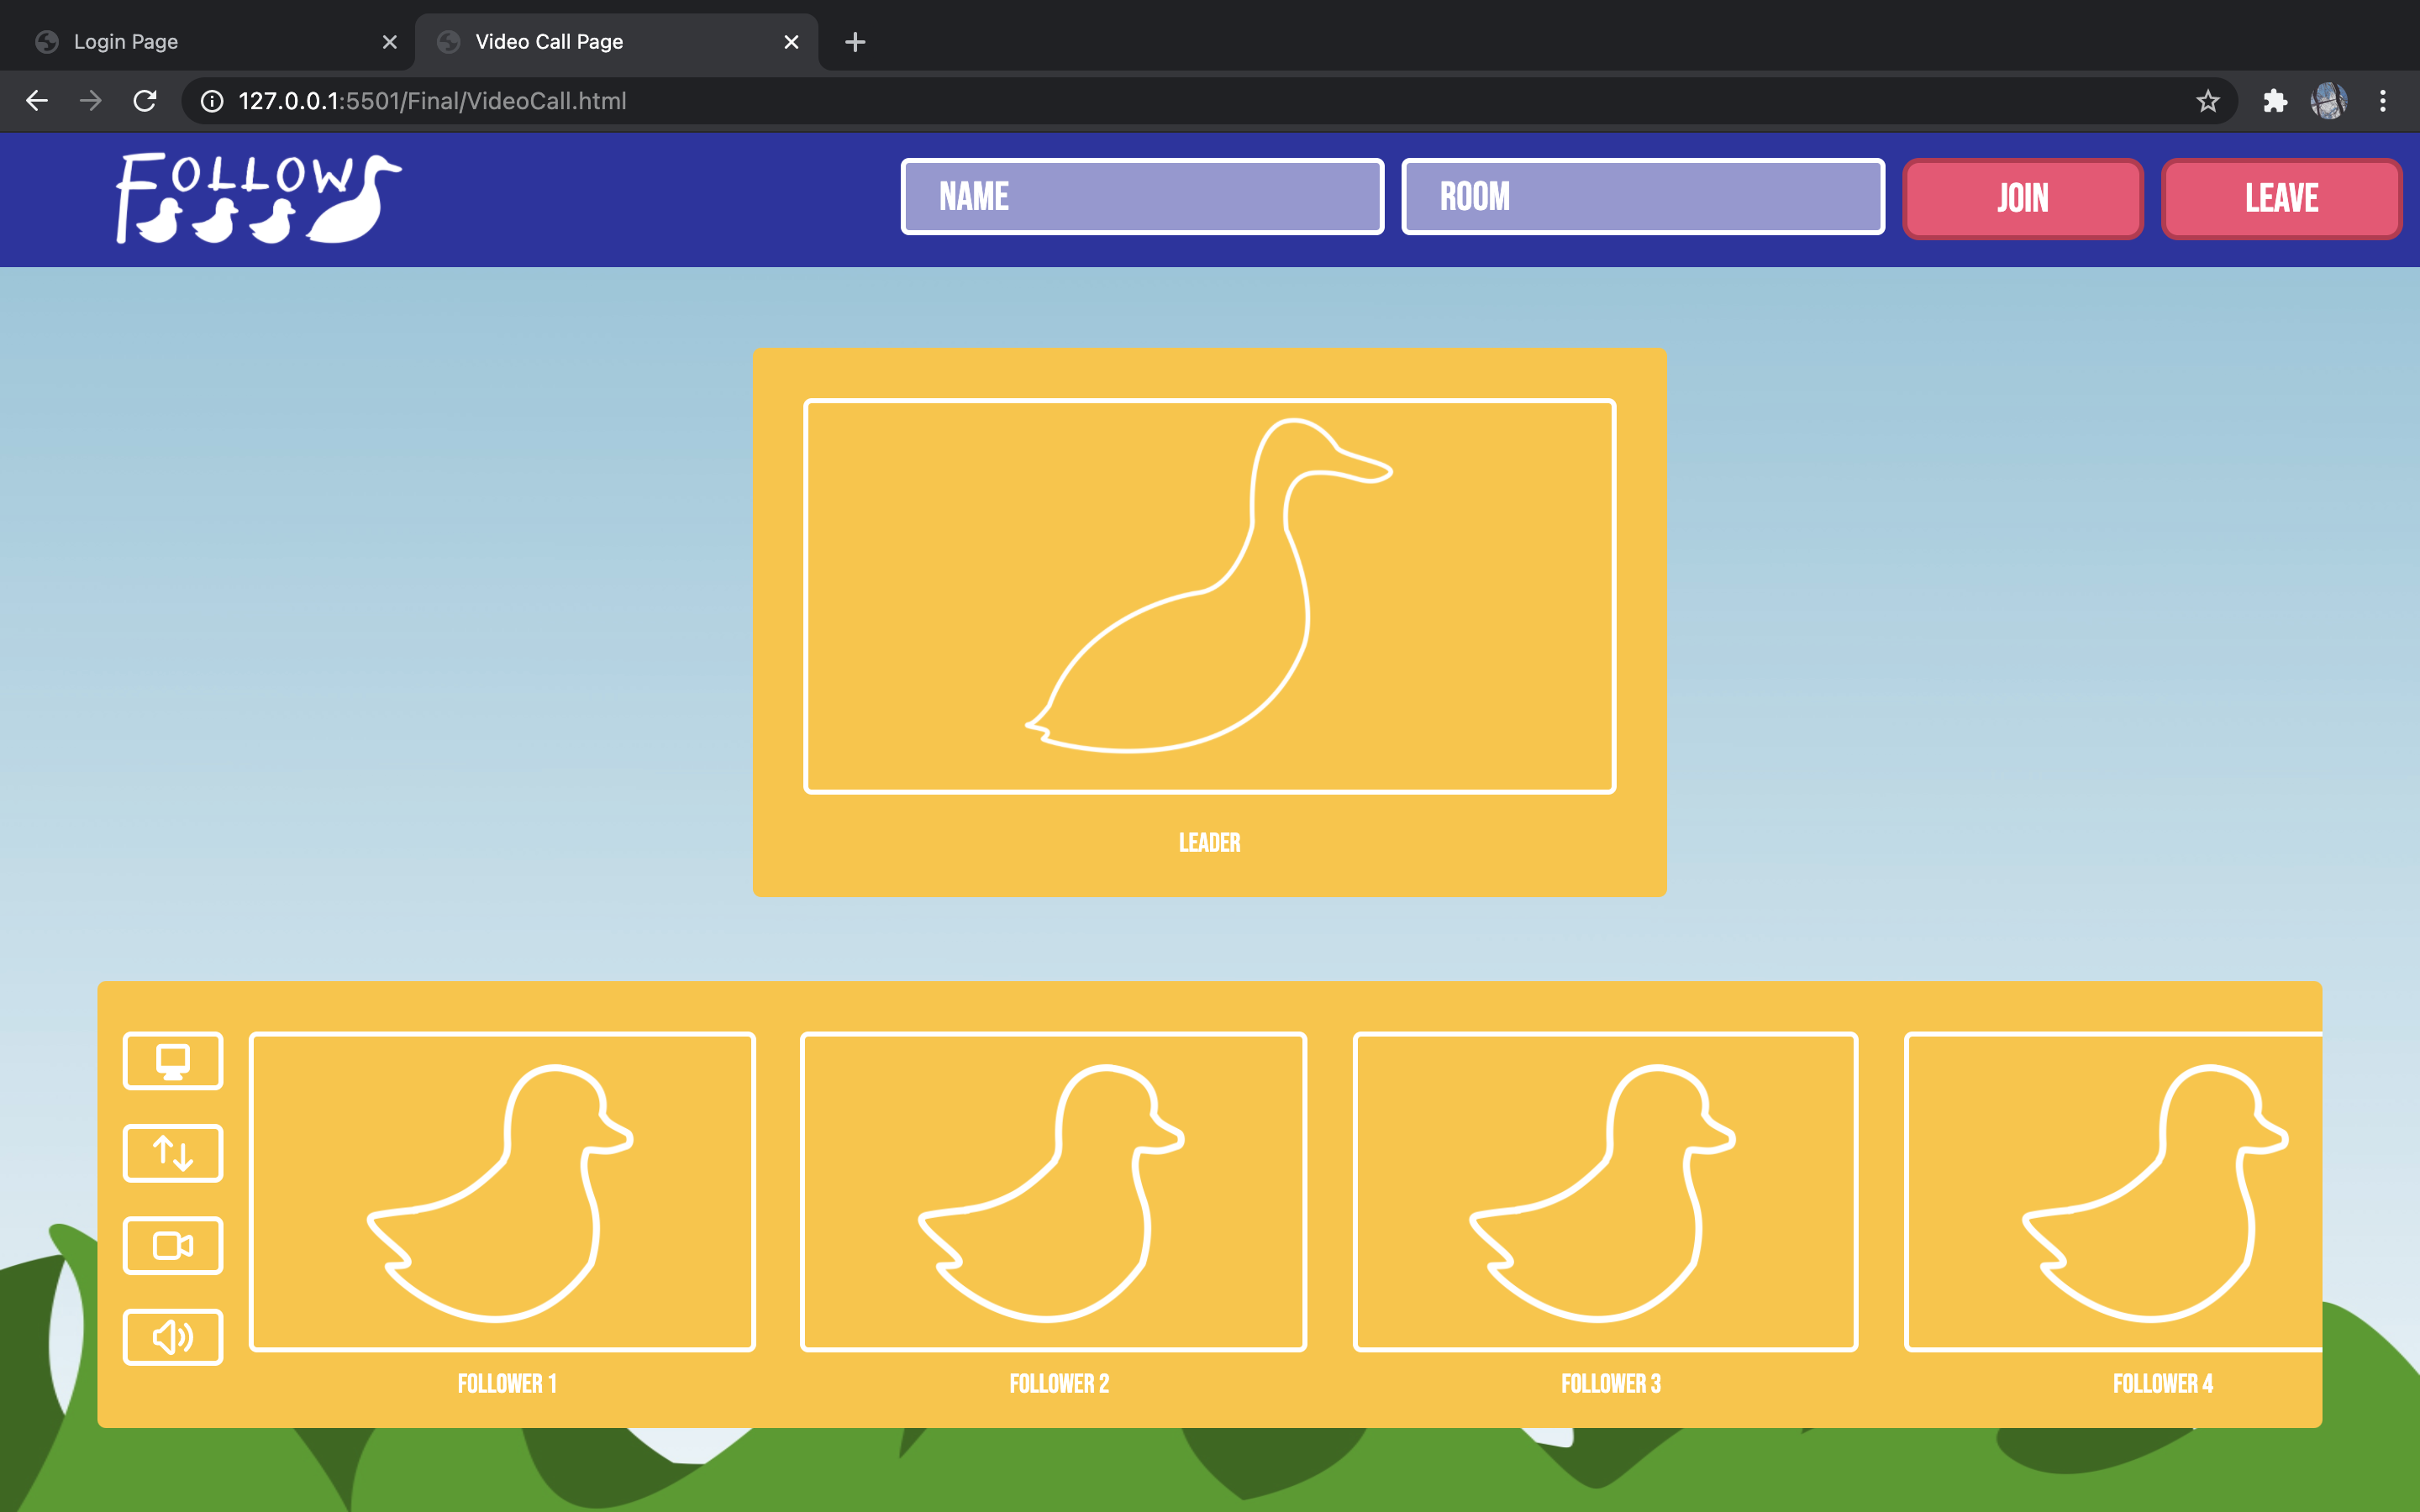 Login Page
Video Call Page
127.0.0.1:5501/Final/VideoCall.html
FOLLOW
NAME
ROOM
JOIN
LEAVE
LEADER
FOLLOWER 1
FOLLOWER 2
FOLLOWER 3
FOLLOWER 4